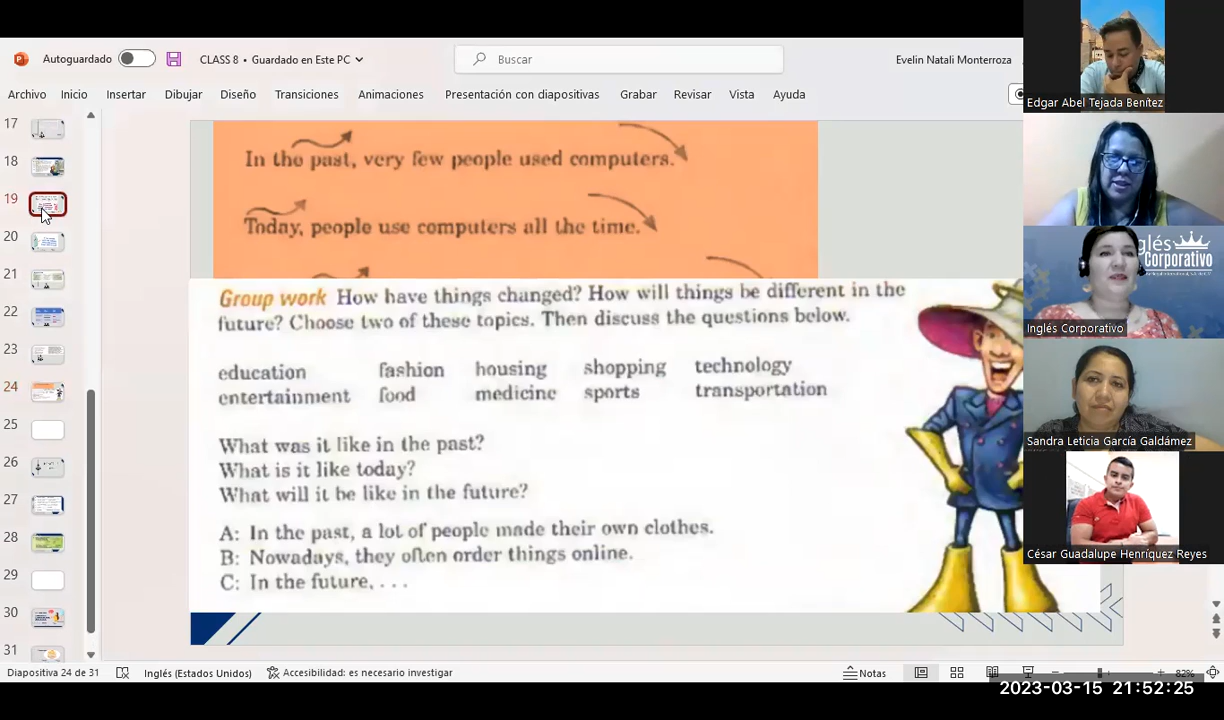 Autoguardado
CLASS 8 • Guardado en Este PC
Buscar
Evelin Natali Monterroza
Archivo Inicio Insertar Dibujar Diseño Transiciones Animaciones Presentación con diapositivas Grabar Revisar Vista Ayuda
17
18
19
20
21
22
23
24
25
26
27
28
29
30
31
In the past, very few people used computers.
Today, people use computers all the time.
Group work How have things changed? How will things be different in the
future? Choose two of these topics. Then discuss the questions below.
education fashion housing shopping technology
entertainment food medicine sports transportation
What was it like in the past?
What is it like today?
What will it be like in the future?
A: In the past, a lot of people made their own clothes.
B: Nowadays, they often order things online.
C: In the future, . . .
Edgar Abel Tejada Benítez
glés
Corporativo
Inglés Corporativo
Sandra Leticia García Galdámez
César Guadalupe Henríquez Reyes
Diapositiva 24 de 31
Inglés (Estados Unidos)
Accesibilidad: es necesario investigar
Notas
82%
2023-03-15 21:52:25